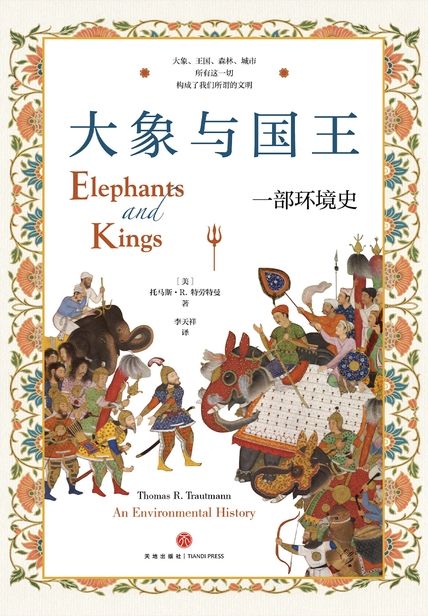 大象、王国、森林、城市
所有这一切
构成了我们所谓的文明
大象与国王
Elephants
and
Kings
一部环境史
[美]
托马斯·R. 特劳特曼
著
李天祥
译
Thomas R. Trautmann
An Environmental History
天地出版社 | TIANDI PRESS